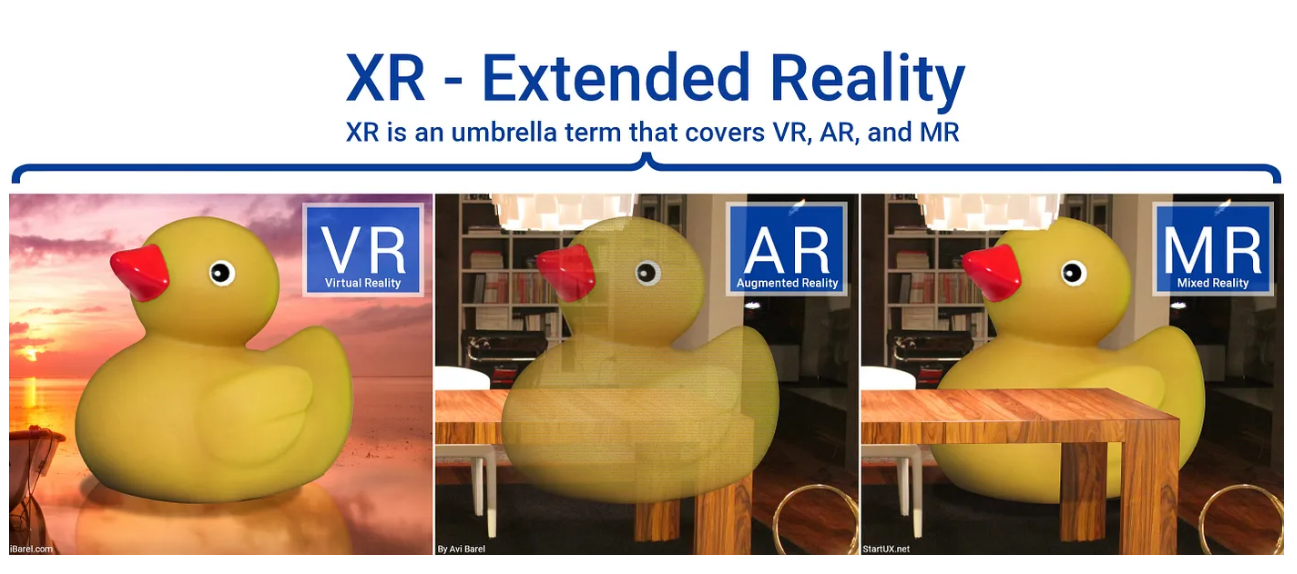 XR - Extended Reality
XR is an umbrella term that covers VR, AR, and MR
VR
Virtual Reality
AR
Augmented Reality
MR
Mixed Reality
iBarel.com
By Avi Barel
StartUX.net